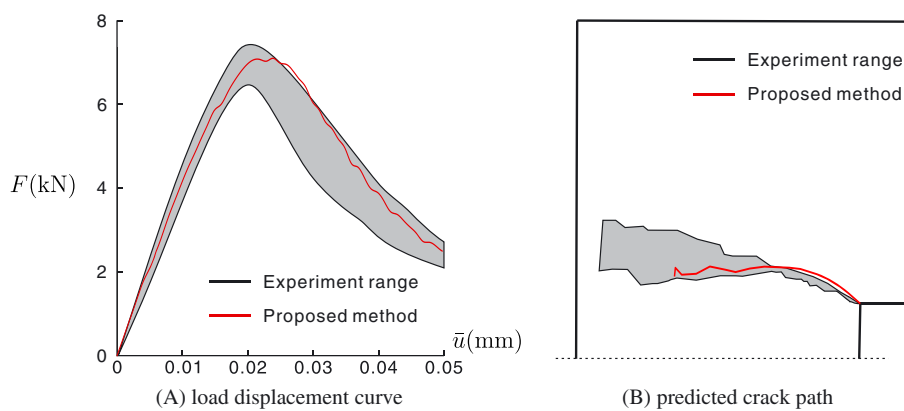 8
6
F(kN)
4
2
0
Experiment range
Proposed method
ū(mm)
0 0.01 0.02 0.03 0.04 0.05
(A) load displacement curve
Experiment range
Proposed method
(B) predicted crack path